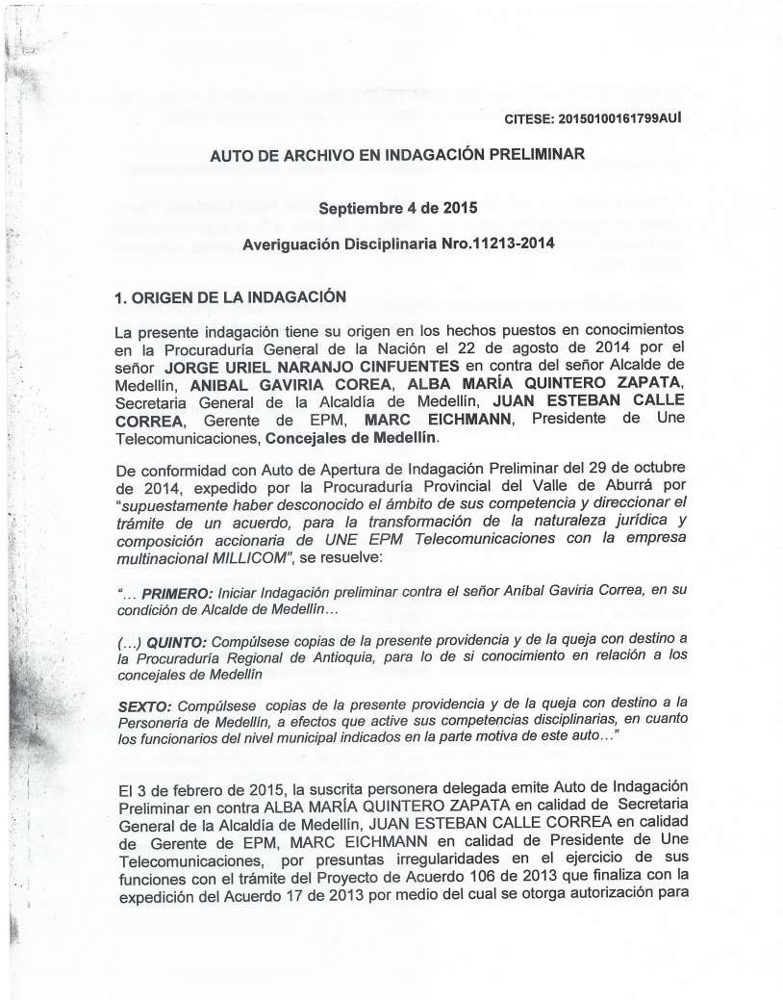 CITESE: 20150100161799AUI
AUTO DE ARCHIVO EN INDAGACIÓN PRELIMINAR
Septiembre 4 de 2015
Averiguación Disciplinaria Nro.11213-2014
1. ORIGEN DE LA INDAGACIÓN
La presente indagación tiene su origen en los hechos puestos en conocimientos
en la Procuraduría General de la Nación el 22 de agosto de 2014 por el
señor JORGE URIEL NARANJO CINFUENTES en contra del señor Alcalde de
Medellín, ANIBAL GAVIRIA COREA, ALBA MARÍA QUINTERO ZAPATA,
Secretaria General de la Alcaldía de Medellín, JUAN ESTEBAN CALLE
CORREA, Gerente de EPM, MARC EICHMANN, Presidente de Une
Telecomunicaciones, Concejales de Medellín.
De conformidad con Auto de Apertura de Indagación Preliminar del 29 de octubre
de 2014, expedido por la Procuraduría Provincial del Valle de Aburrá por
"supuestamente haber desconocido el ámbito de sus competencia y direccionar el
trámite de un acuerdo, para la transformación de la naturaleza jurídica y
composición accionaria de UNE EPM Telecomunicaciones con la empresa
multinacional MILLICOM", se resuelve:
"... PRIMERO: Iniciar Indagación preliminar contra el señor Aníbal Gaviria Correa, en su
condición de Alcalde de Medellín...
(...) QUINTO: Compúlsese copias de la presente providencia y de la queja con destino a
la Procuraduría Regional de Antioquia, para lo de si conocimiento en relación a los
concejales de Medellín
SEXTO: Compúlsese copias de la presente providencia y de la queja con destino a la
Personería de Medellín, a efectos que active sus competencias disciplinarias, en cuanto
los funcionarios del nivel municipal indicados en la parte motiva de este auto..."
El 3 de febrero de 2015, la suscrita personera delegada emite Auto de Indagación
Preliminar en contra ALBA MARÍA QUINTERO ZAPATA en calidad de Secretaria
General de la Alcaldía de Medellín, JUAN ESTEBAN CALLE CORREA en calidad
de Gerente de EPM, MARC EICHMANN en calidad de Presidente de Une
Telecomunicaciones, por presuntas irregularidades en el ejercicio de sus
funciones con el trámite del Proyecto de Acuerdo 106 de 2013 que finaliza con la
expedición del Acuerdo 17 de 2013 por medio del cual se otorga autorización para